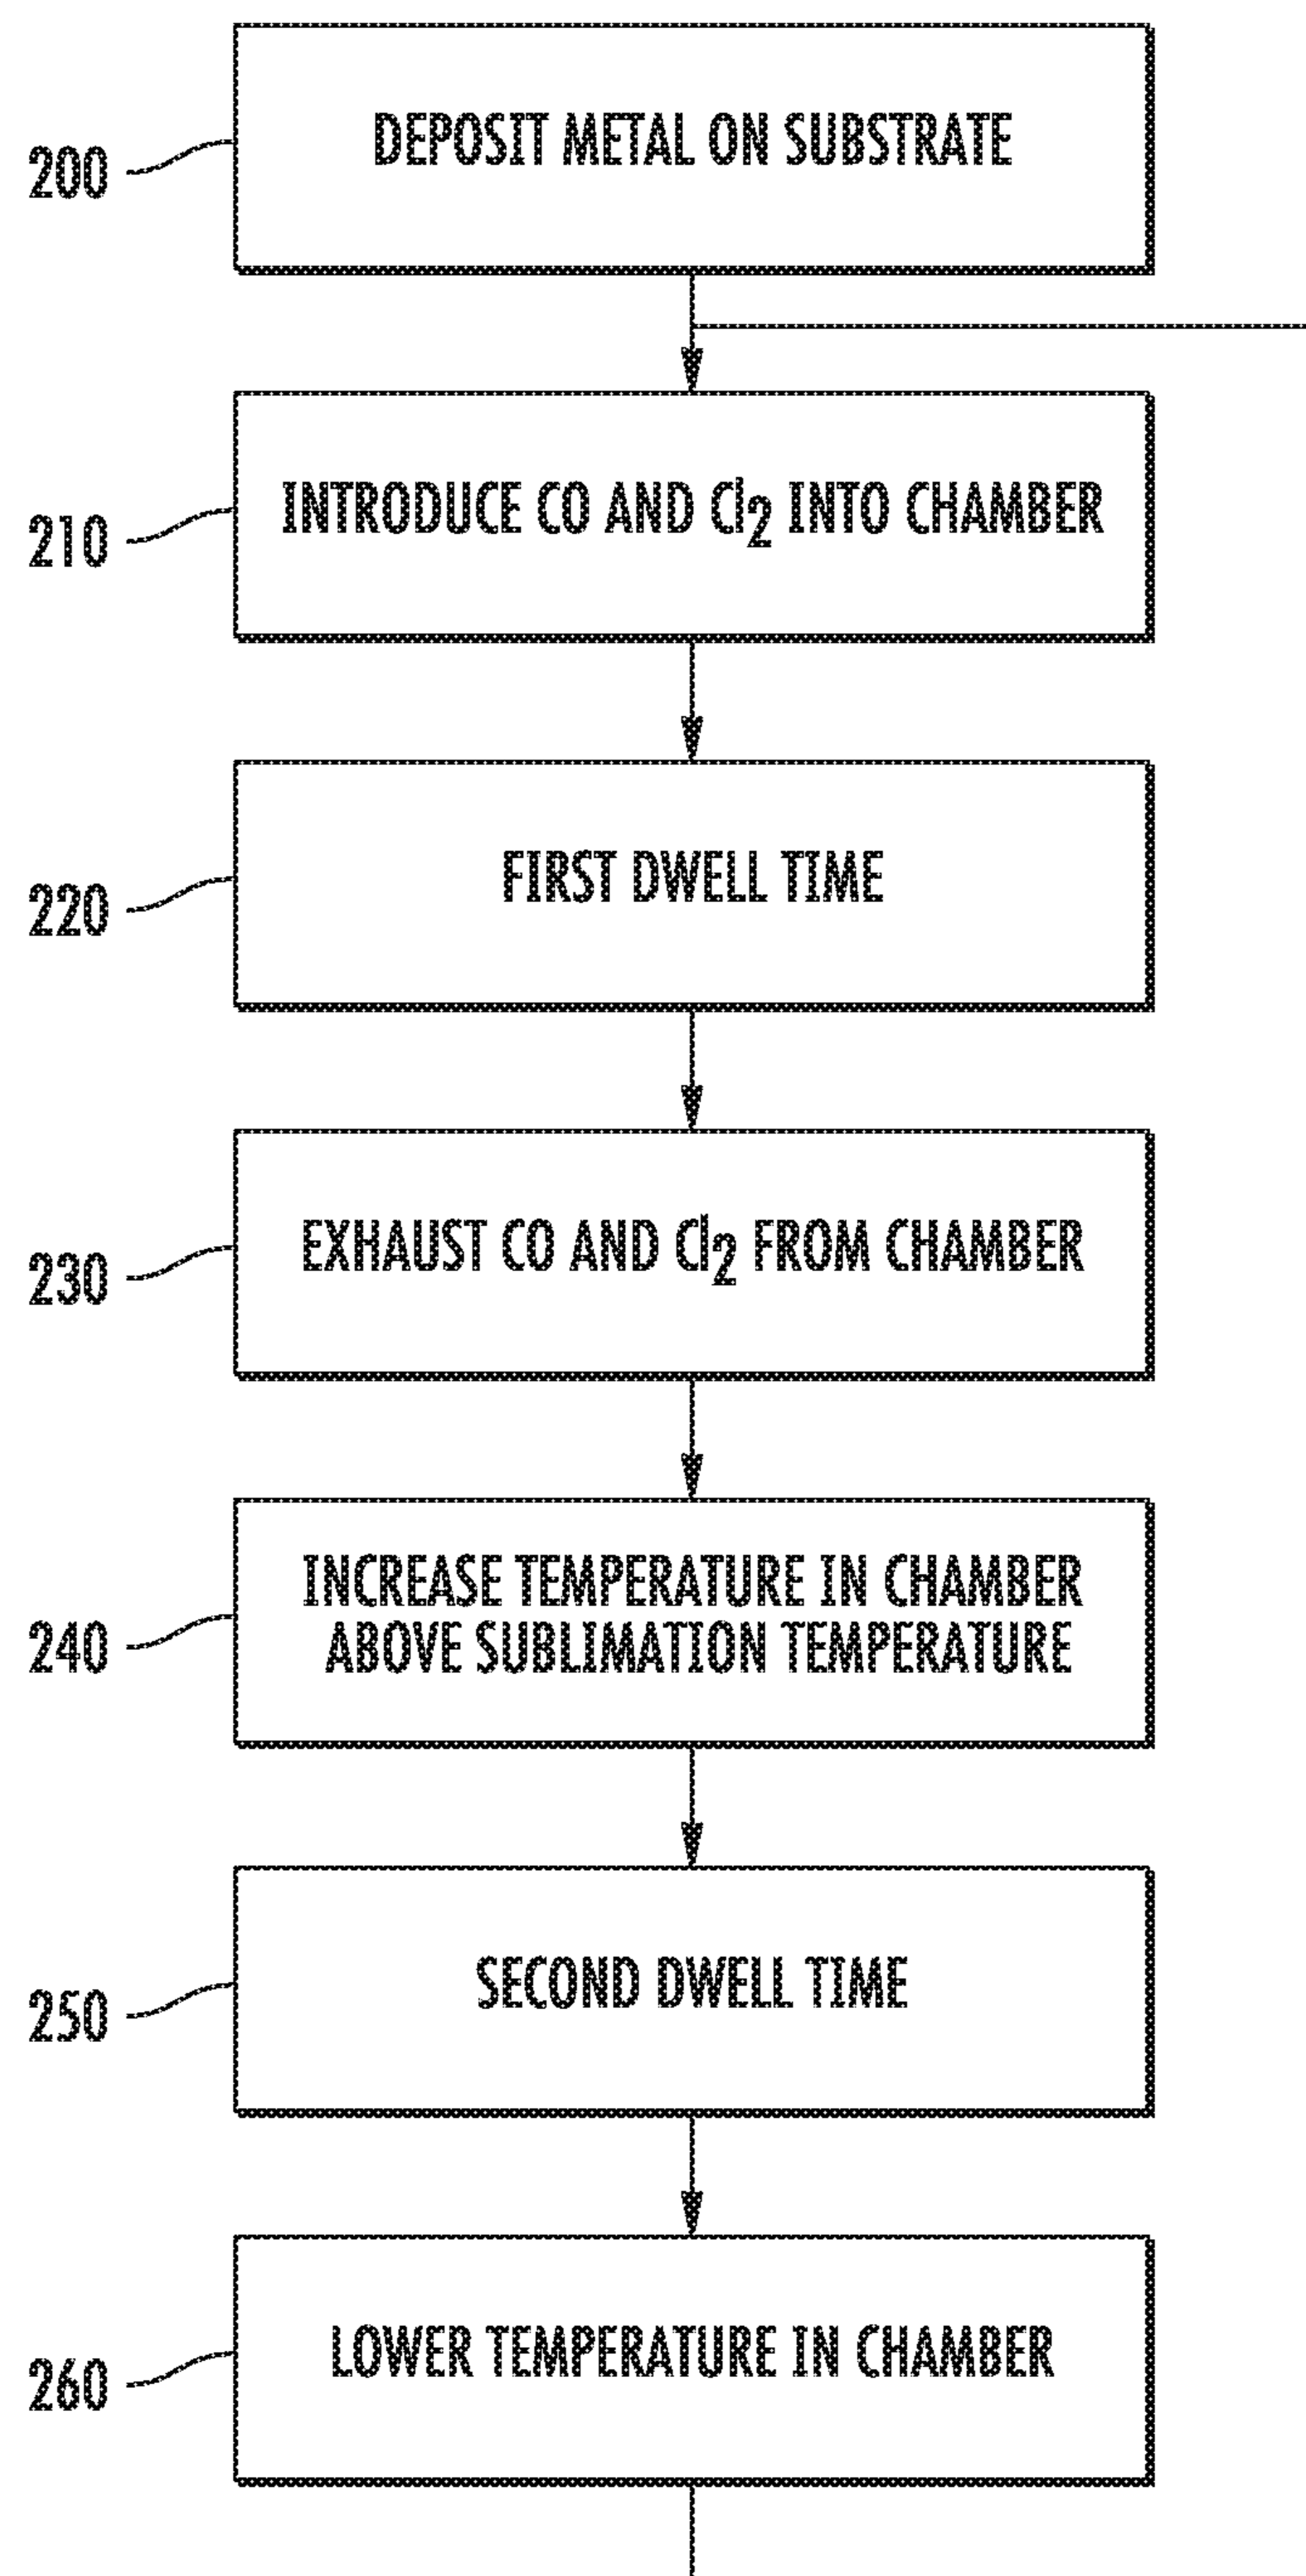 200
DEPOSIT METAL ON SUBSTRATE
210
INTRODUCE CO AND Cl2 INTO CHAMBER
220
FIRST DWELL TIME
230
EXHAUST CO AND Cl2 FROM CHAMBER
240
INCREASE TEMPERATURE IN CHAMBER
ABOVE SUBLIMATION TEMPERATURE
250
SECOND DWELL TIME
260
LOWER TEMPERATURE IN CHAMBER